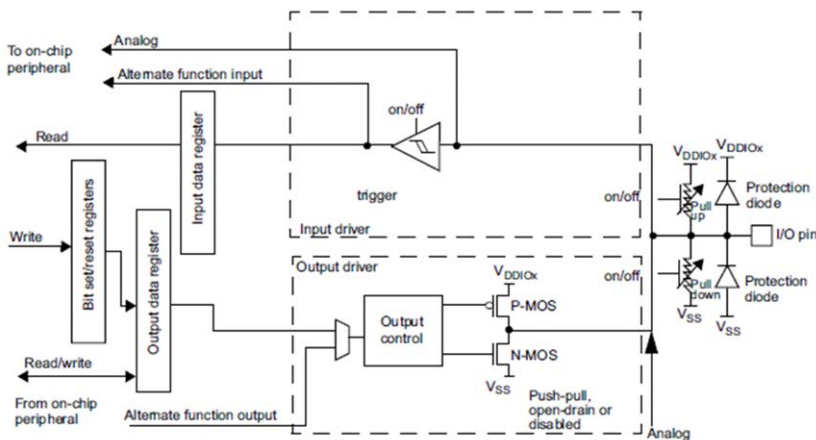 Analog
To on-chip
peripheral
Alternate function input
on/off
Read
Input data register
trigger
Input driver
VDDIOx
VDDIOx
on/off
Pull
up
Protection
diode
I/O pin
on/off
Pull
down
Protection
diode
VSS
VSS
Write
Bit set/reset registers
Output data register
Read/write
From on-chip
peripheral
Alternate function output
Output driver
VDDIOx
P-MOS
Output
control
N-MOS
VSS
Push-pull,
open-drain or
disabled
Analog